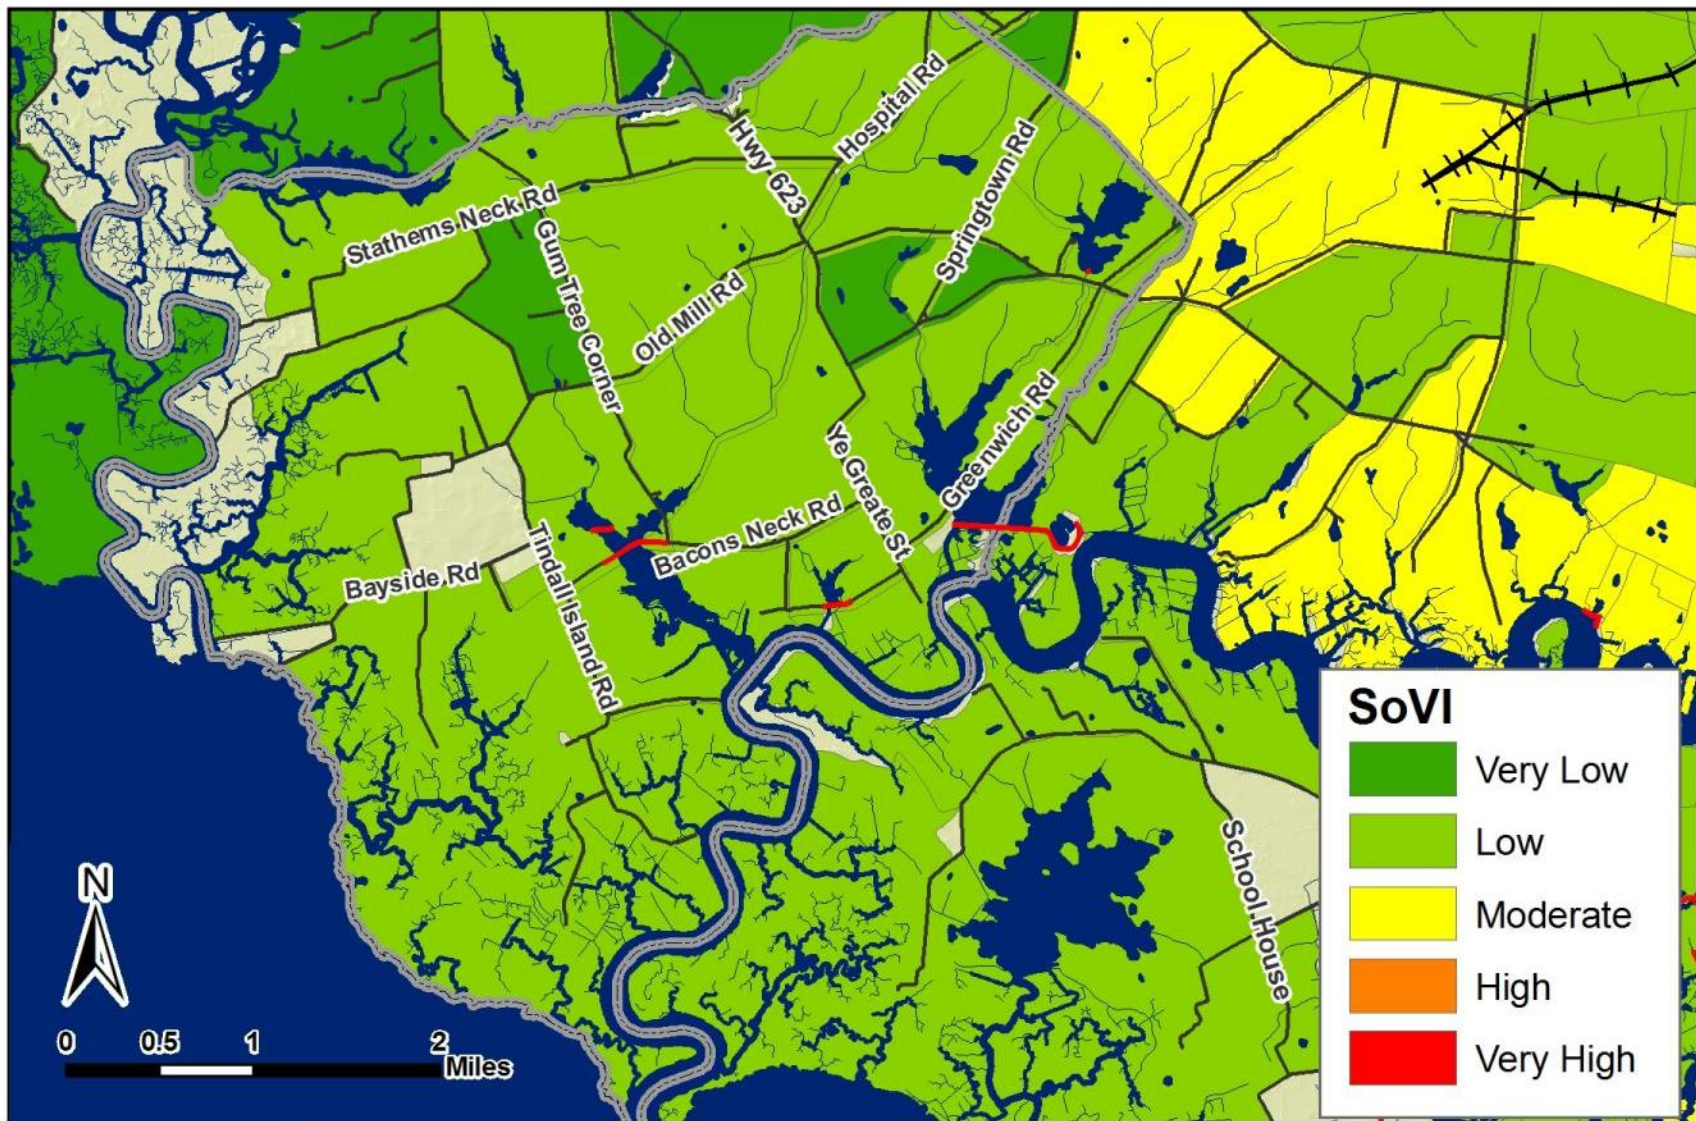 Hospital Rd
Hwy 623
Springtown Rd
Stathems Neck Rd
Gum Tree Corner
Old Mill Rd
Greenwich Rd
Ye Greate St
Bacons Neck Rd
Tindall Island Rd
Bayside Rd
School House
SoVI
Very Low
Low
Moderate
High
Very High
N
0 0.5 1 2
Miles